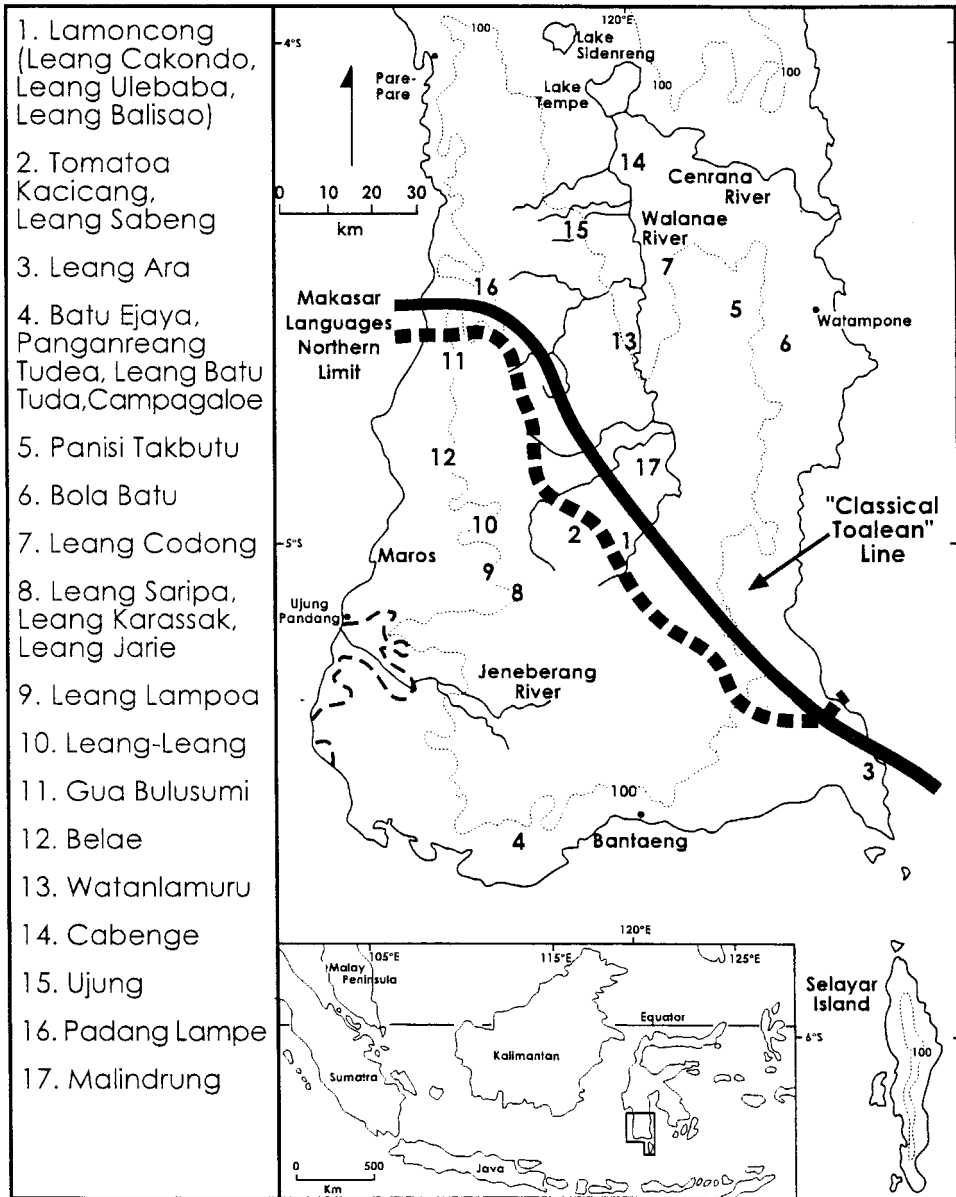 1. Lamoncong
(Leang Cakondo,
Leang Ulebaba,
Leang Balisao)
2. Tomatoa
Kacicang,
Leang Sabeng
3. Leang Ara
4. Batu Ejaya,
Panganreang
Tudea, Leang Batu
Tuda,Campagaloe
5. Panisi Takbutu
6. Bola Batu
7. Leang Codong
8. Leang Saripa,
Leang Karassak,
Leang Jarie
9. Leang Lampoa
10. Leang-Leang
11. Gua Bulusumi
12. Belae
13. Watanlamuru
14. Cabenge
15. Ujung
16. Padang Lampe
17. Malindrung
120°E
4°S
100
Lake
Sidenreng
100
100
Pare-
Pare
Lake
Tempe
14
Cenrana
River
0 10 20 30
km
15
Walanae
River
7
16
5
Makasar
Languages
Northern
Limit
Watampone
13
6
11
12
17
"Classical
Toalean"
Line
10
2
1
5°S
Maros
9
8
Ujung
Pandang
Jeneberang
River
3
100
4
Bantaeng
120°E
105°E
115°E
125°E
Malay
Peninsula
Selayar
Island
Equator
6°S
Kalimantan
100
Sumatra
0 500
Km
Java